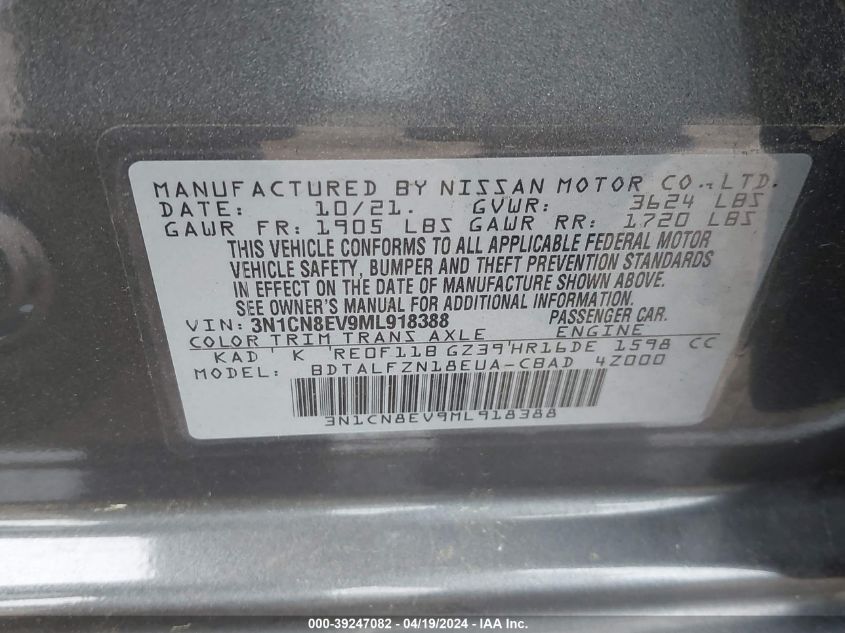 MANUFACTURED BY NISSAN MOTOR CO., LTD.
DATE: 10/21. GVWR: 3624 LBS
GAWR FR: 1905 LBS GAWR RR: 1720 LBS
THIS VEHICLE CONFORMS TO ALL APPLICABLE FEDERAL MOTOR
VEHICLE SAFETY, BUMPER AND THEFT PREVENTION STANDARDS
IN EFFECT ON THE DATE OF MANUFACTURE SHOWN ABOVE.
SEE OWNER'S MANUAL FOR ADDITIONAL INFORMATION.
VIN: 3N1CN8EV9ML918388 PASSENGER CAR.
COLOR TRIM TRANS AXLE ENGINE
KAD K RE0F11B GZ39 HR16DE 1598 CC
MODEL: BDTALFZN18EUA-CBAD 4Z000
3N1CN8EV9ML918388
000-39247082 - 04/19/2024 - IAA Inc.